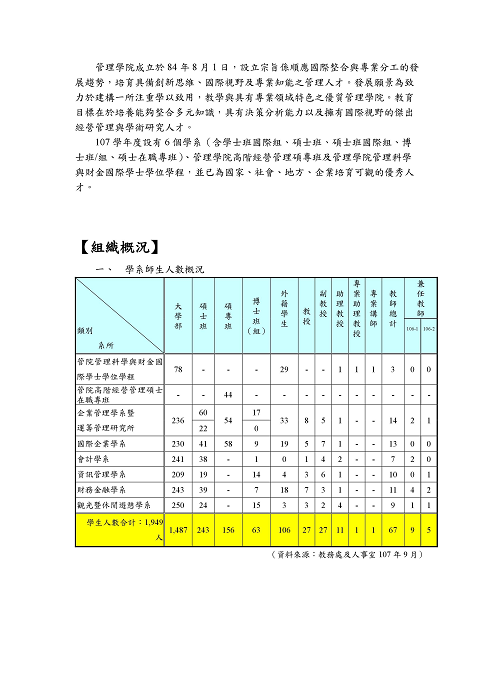 管理學院成立於 84 年 8 月 1 日，設立宗旨係順應國際整合與專業分工的發
展趨勢，培育具備創新思維、國際視野及專業知能之管理人才。發展願景為致
力於建構一所注重學以致用，教學與具有專業領域特色之優質管理學院。教育
目標在於培養能夠整合多元知識，具有決策分析能力以及擁有國際視野的傑出
經營管理與學術研究人才。
107 學年度設有 6 個學系（含學士班國際組、碩士班、碩士班國際組、博
士班/組、碩士在職專班）、管理學院高階經營管理碩專班及管理學院管理科學
與財金國際學士學位學程，並已為國家、社會、地方、企業培育可觀的優秀人
才。
【組織概況】
一、 學系師生人數概況
類別 系所 大學部 碩士班 碩專班 博士班（組） 外籍學生 教授 副教授 助理教授 專案助理教授 專案講師 教師總計 兼任教師
106-1 106-2
管院管理科學與財金國際學士學位學程 78 - - - 29 - - 1 1 1 3 0 0
管院高階經營管理碩士在職專班 - - 44 - - - - - - - - - -
企業管理學系暨運籌管理研究所 236 60 22 54 17 0 33 8 5 1 - - 14 2 1
國際企業學系 230 41 58 9 19 5 7 1 - - 13 0 0
會計學系 241 38 - 1 0 1 4 2 - - 7 2 0
資訊管理學系 209 19 - 14 4 3 6 1 - - 10 0 1
財務金融學系 243 39 - 7 18 7 3 1 - - 11 4 2
觀光暨休閒遊憩學系 250 24 - 15 3 3 2 4 - - 9 1 1
學生人數合計：1,949人 1,487 243 156 63 106 27 27 11 1 1 67 9 5
（資料來源：教務處及人事室 107 年 9 月）